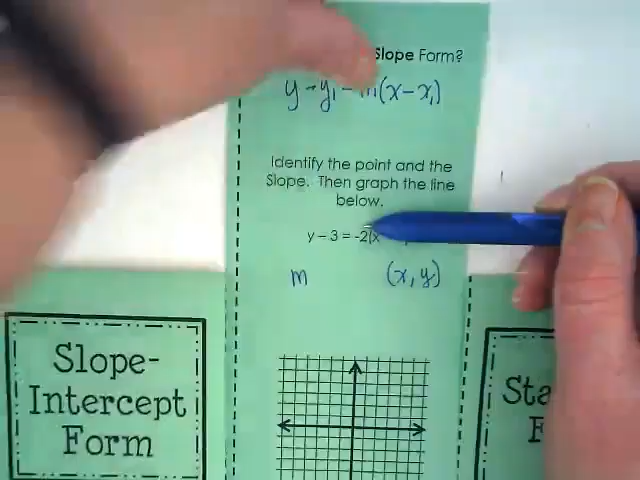 Slope Form?
y - y₁ = m(x - x₁)
Identify the point and the
Slope. Then graph the line
below.
y – 3 = -2(x
m (x, y)
Slope-
Intercept
Form
Sta
F